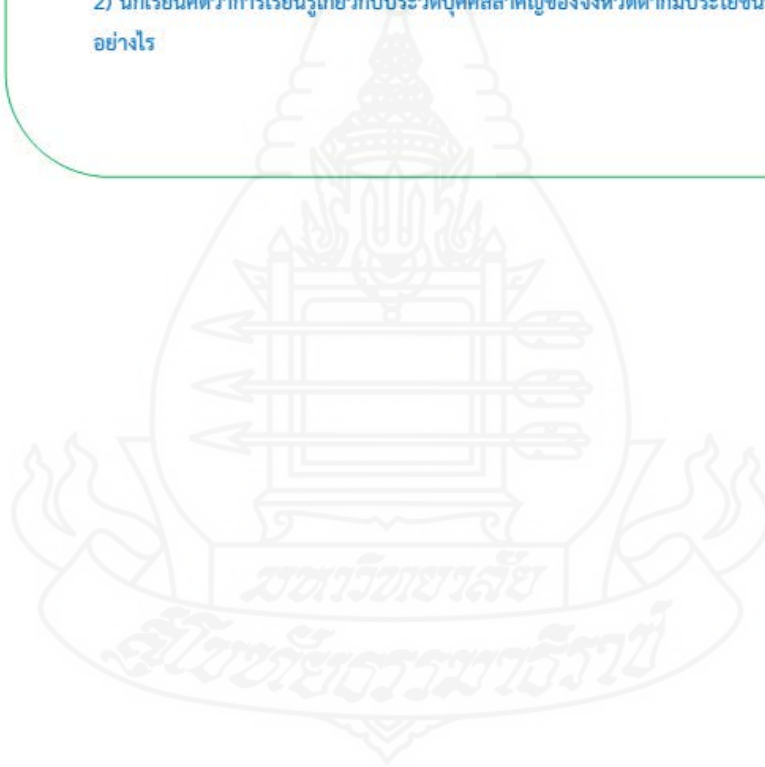 2) นักเรียนคิดว่าการเรียนรู้เกี่ยวกับประวัติบุคคลสำคัญของจังหวัดตากมีประโยชน์
อย่างไร
มหาวิทยาลัย
สุโขทัยธรรมาธิราช